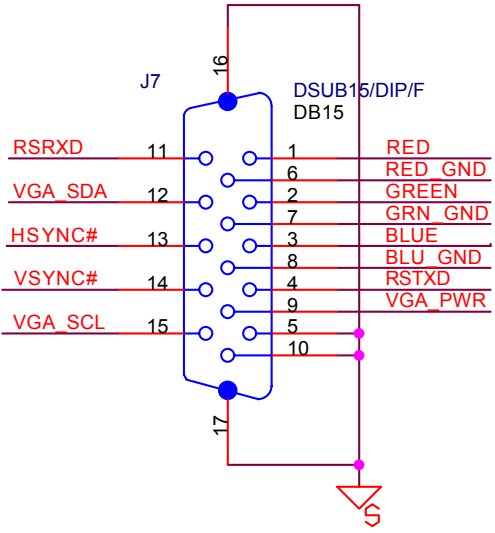 16
J7
DSUB15/DIP/F
DB15
RSRXD 11 1 RED
6 RED_GND
VGA_SDA 12 2 GREEN
7 GRN_GND
HSYNC# 13 3 BLUE
8 BLU_GND
VSYNC# 14 4 RSTXD
9 VGA_PWR
VGA_SCL 15 5
10
17
S